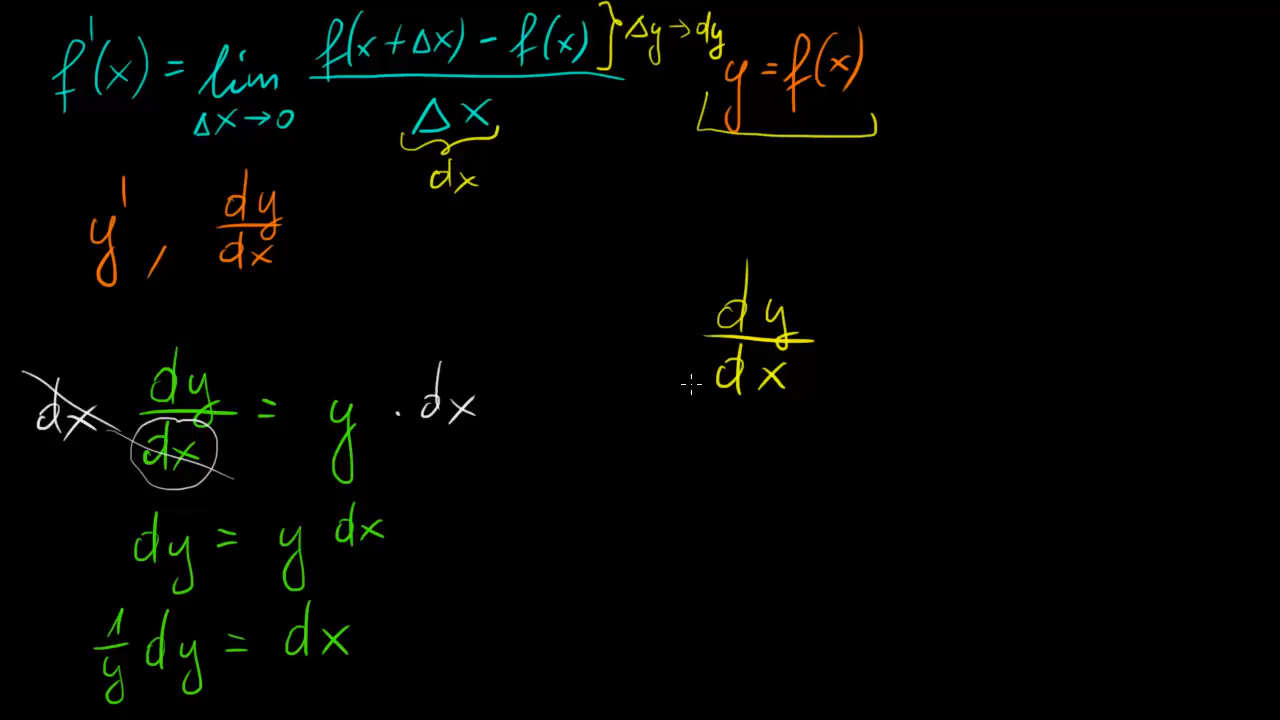 f'(x) = lim Δx→0 f(x + Δx) - f(x) / Δx } Δy → dy
y = f(x)
dx
y' , dy/dx
dy/dx
dx dy/dx = y · dx
dy = y dx
1/y dy = dx